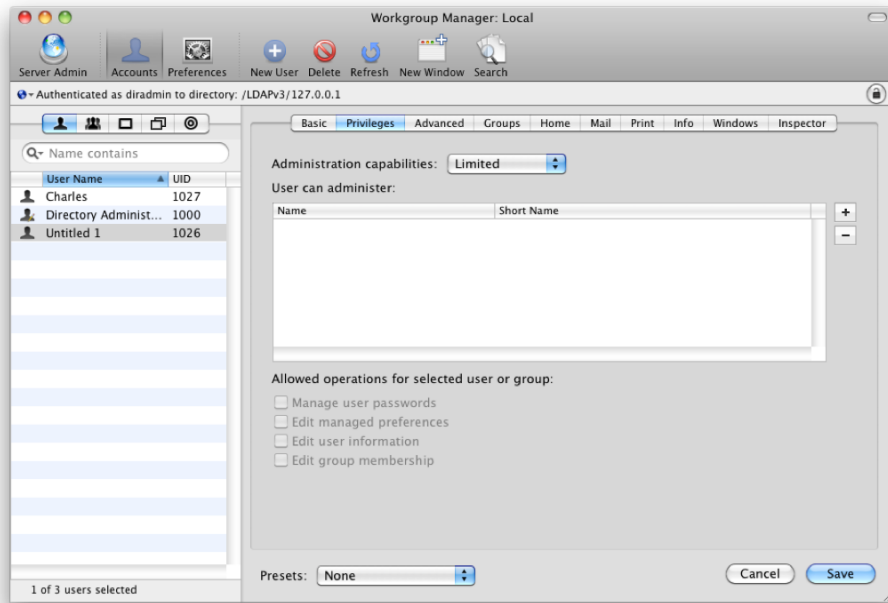 Workgroup Manager: Local
Server Admin Accounts Preferences New User Delete Refresh New Window Search
Authenticated as diradmin to directory: /LDAPv3/127.0.0.1
Basic Privileges Advanced Groups Home Mail Print Info Windows Inspector
Name contains
User Name UID
Charles 1027
Directory Administ... 1000
Untitled 1 1026
1 of 3 users selected
Administration capabilities: Limited
User can administer:
Name Short Name
+
−
Allowed operations for selected user or group:
Manage user passwords
Edit managed preferences
Edit user information
Edit group membership
Presets: None Cancel Save